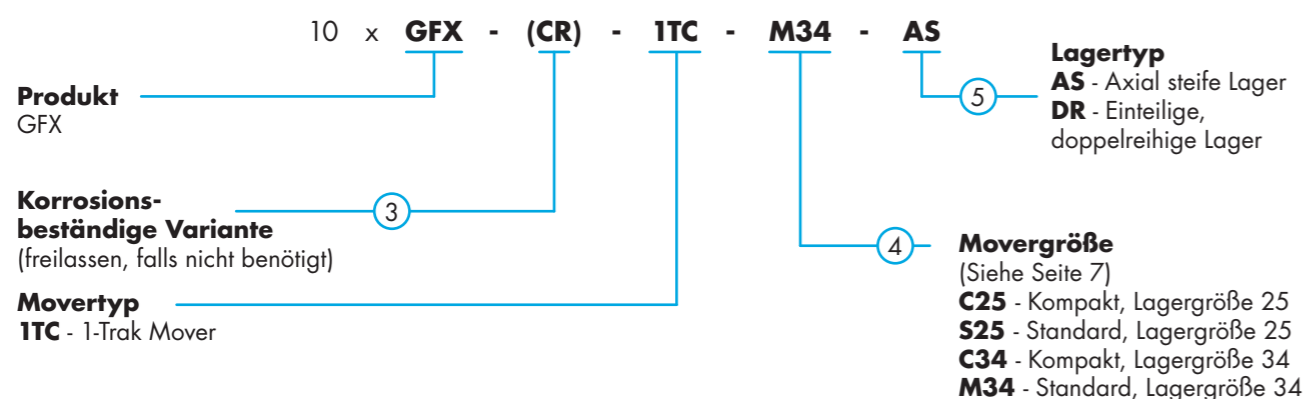 10 x GFX - (CR) - 1TC - M34 - AS
Lagertyp
AS - Axial steife Lager
DR - Einteilige,
doppelreihige Lager
5
Produkt
GFX
Korrosions-
beständige Variante
(freilassen, falls nicht benötigt)
3
Movertyp
1TC - 1-Trak Mover
4
Movergröße
(Siehe Seite 7)
C25 - Kompakt, Lagergröße 25
S25 - Standard, Lagergröße 25
C34 - Kompakt, Lagergröße 34
M34 - Standard, Lagergröße 34